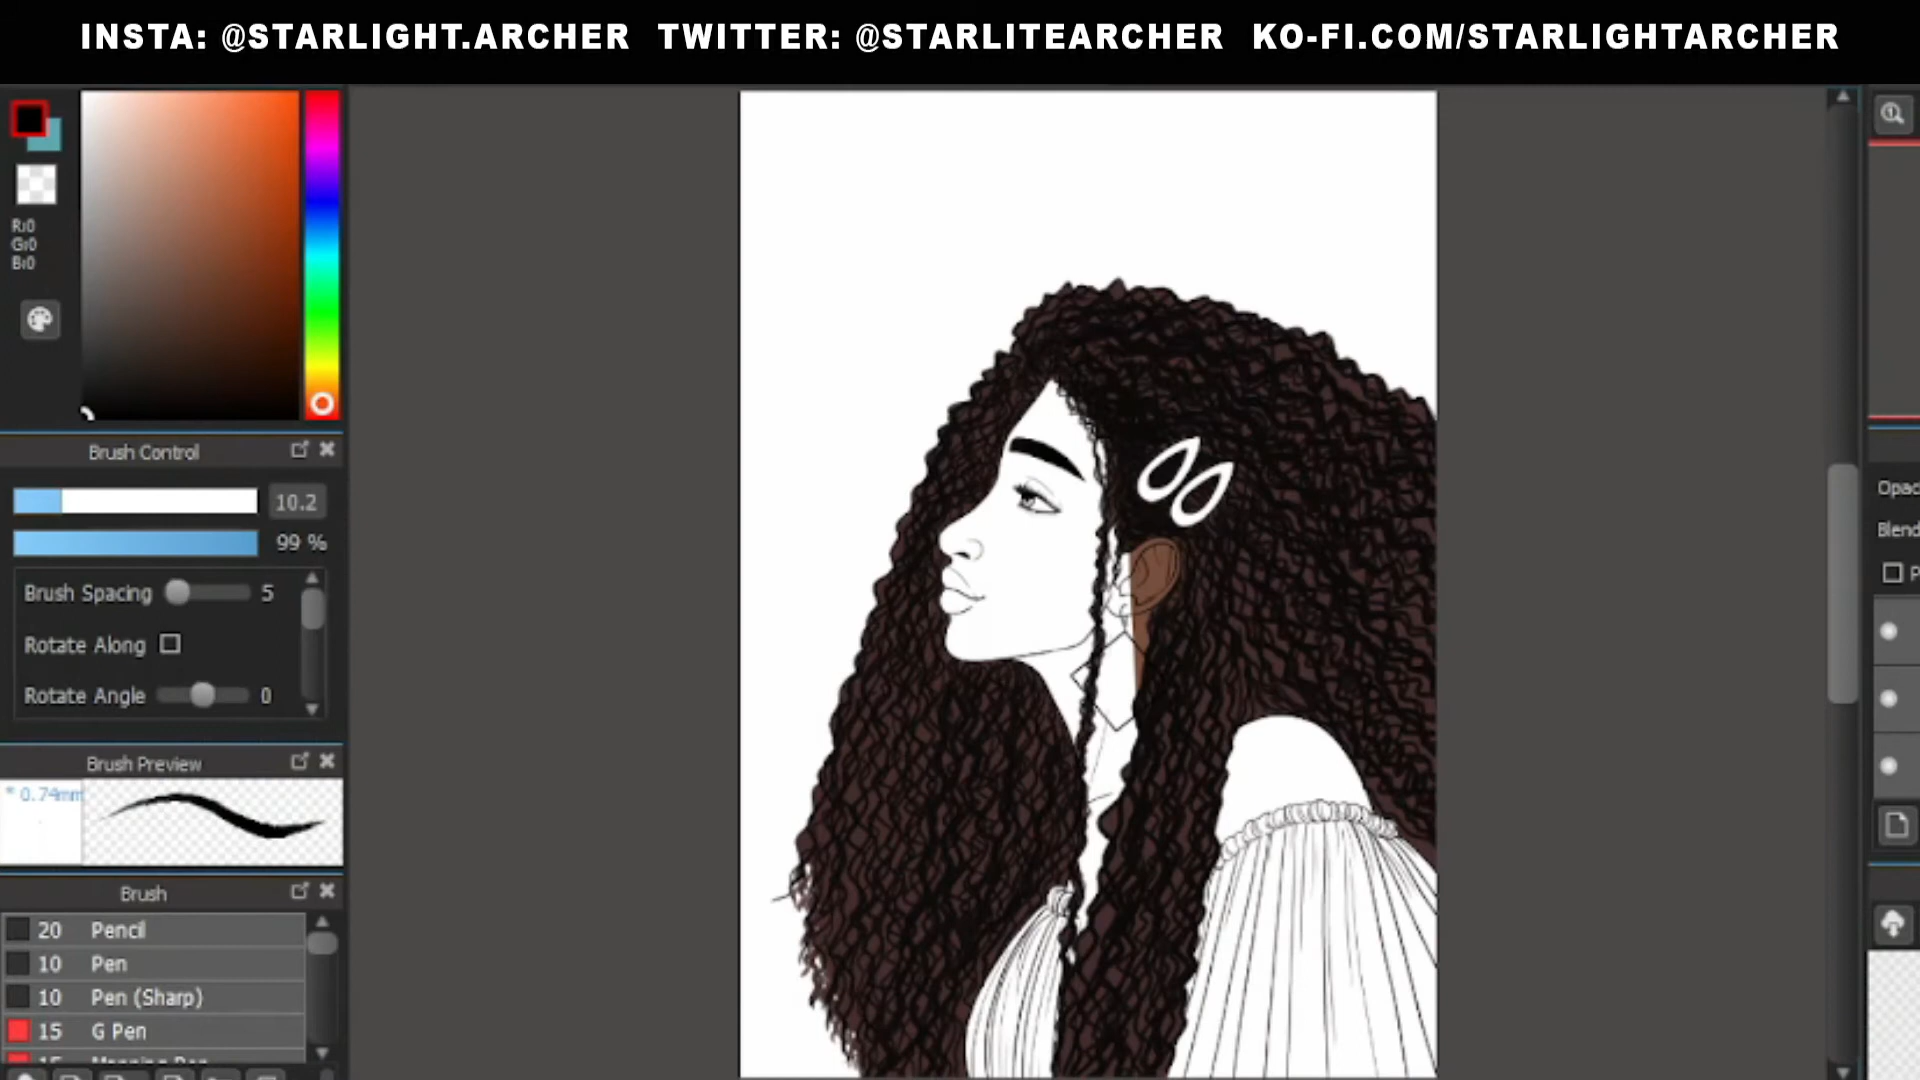 INSTA: @STARLIGHT.ARCHER TWITTER: @STARLITEARCHER KO-FI.COM/STARLIGHTARCHER
R:0
G:0
B:0
Brush Control
10.2
99 %
Brush Spacing 5
Rotate Along
Rotate Angle 0
Brush Preview
* 0.74mm
Brush
20 Pencil
10 Pen
10 Pen (Sharp)
15 G Pen
Opac
Blend
P